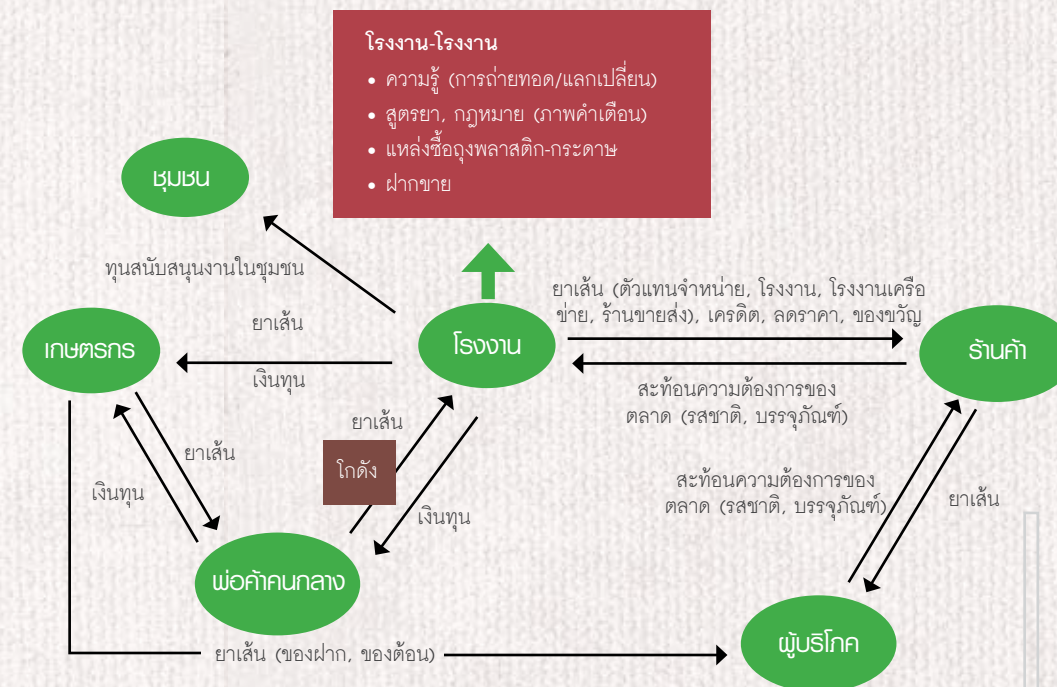 โรงงาน-โรงงาน
• ความรู้ (การถ่ายทอด/แลกเปลี่ยน)
• สูตรยา, กฎหมาย (ภาพคำเตือน)
• แหล่งซื้อถุงพลาสติก-กระดาษ
• ฝากขาย
ชุมชน
ทุนสนับสนุนงานในชุมชน
ยาเส้น (ตัวแทนจำหน่าย, โรงงาน, โรงงานเครือ
ข่าย, ร้านขายส่ง), เครดิต, ลดราคา, ของขวัญ
ยาเส้น
เกษตรกร
โรงงาน
ร้านค้า
เงินทุน
สะท้อนความต้องการของ
ตลาด (รสชาติ, บรรจุภัณฑ์)
ยาเส้น
ยาเส้น
โกดัง
เงินทุน
เงินทุน
สะท้อนความต้องการของ
ตลาด (รสชาติ, บรรจุภัณฑ์)
ยาเส้น
พ่อค้าคนกลาง
ผู้บริโภค
ยาเส้น (ของฝาก, ของต้อน)